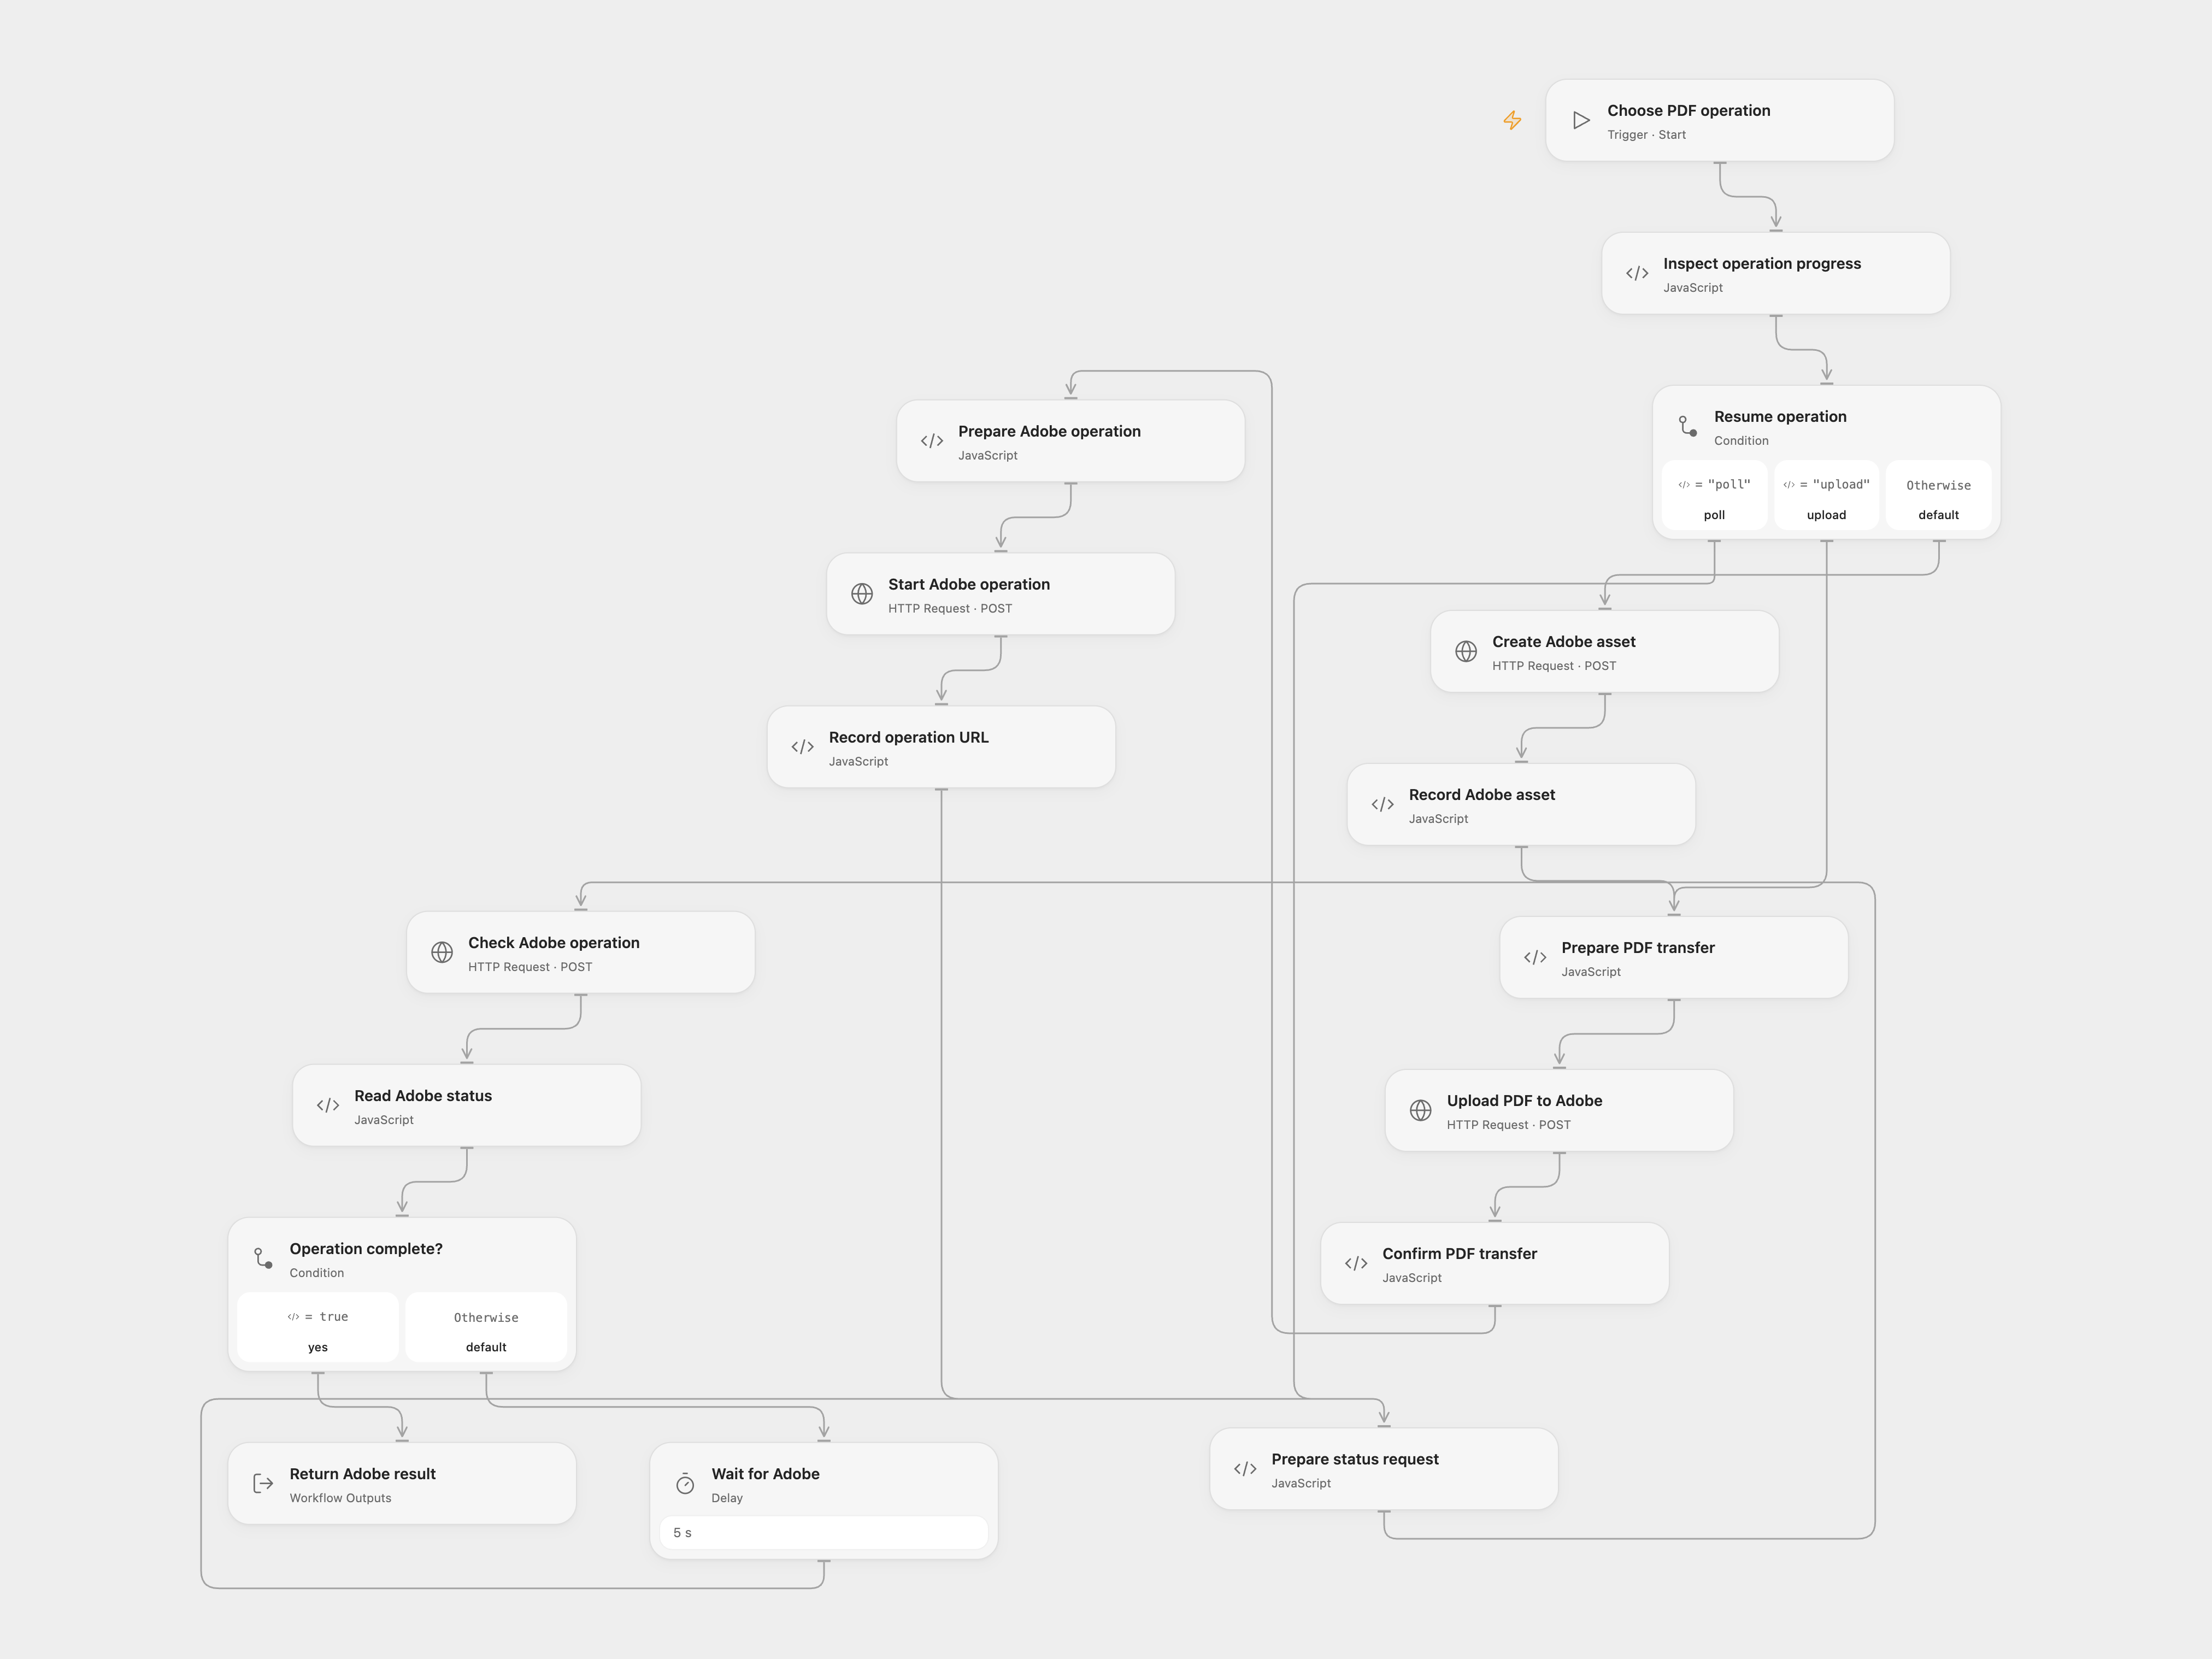 Choose PDF operation
Trigger · Start
Inspect operation progress
JavaScript
Resume operation
Condition
</> = "poll"
poll
</> = "upload"
upload
Otherwise
default
Prepare Adobe operation
JavaScript
Start Adobe operation
HTTP Request · POST
Record operation URL
JavaScript
Create Adobe asset
HTTP Request · POST
Record Adobe asset
JavaScript
Check Adobe operation
HTTP Request · POST
Prepare PDF transfer
JavaScript
Read Adobe status
JavaScript
Upload PDF to Adobe
HTTP Request · POST
Operation complete?
Condition
</> = true
yes
Otherwise
default
Confirm PDF transfer
JavaScript
Return Adobe result
Workflow Outputs
Wait for Adobe
Delay
5 s
Prepare status request
JavaScript